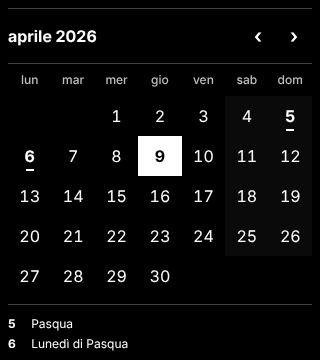 aprile 2026 ‹ ›
lun mar mer gio ven sab dom
1 2 3 4 5
6 7 8 9 10 11 12
13 14 15 16 17 18 19
20 21 22 23 24 25 26
27 28 29 30
5 Pasqua
6 Lunedì di Pasqua